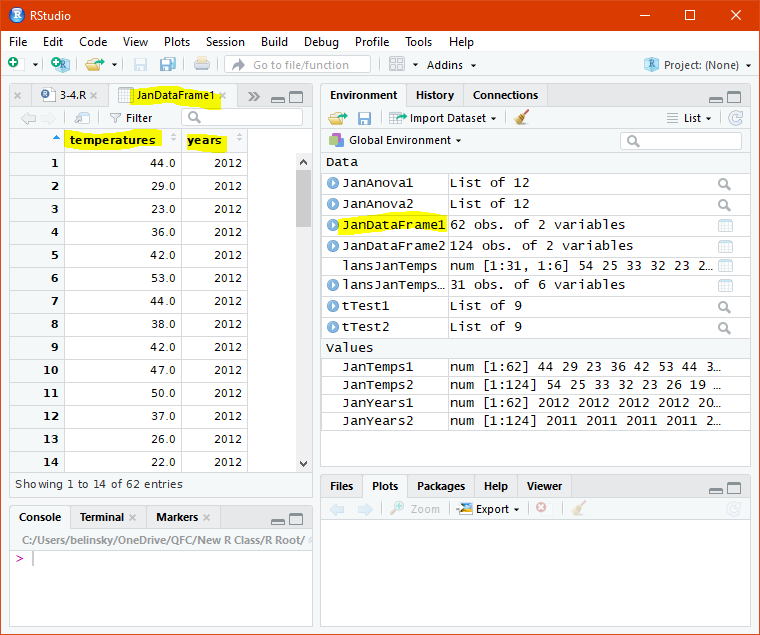 RStudio
File Edit Code View Plots Session Build Debug Profile Tools Help
Go to file/function Addins Project: (None)
3-4.R JanDataFrame1
Filter
temperatures years
1 44.0 2012
2 29.0 2012
3 23.0 2012
4 36.0 2012
5 42.0 2012
6 53.0 2012
7 44.0 2012
8 38.0 2012
9 42.0 2012
10 47.0 2012
11 50.0 2012
12 37.0 2012
13 26.0 2012
14 22.0 2012
Showing 1 to 14 of 62 entries
Console Terminal Markers
C:/Users/belinsky/OneDrive/QFC/New R Class/R Root/
>
Environment History Connections
Import Dataset List
Global Environment
Data
JanAnova1 List of 12
JanAnova2 List of 12
JanDataFrame1 62 obs. of 2 variables
JanDataFrame2 124 obs. of 2 variables
lansJanTemps num [1:31, 1:6] 54 25 33 32 23 2…
lansJanTemps… 31 obs. of 6 variables
tTest1 List of 9
tTest2 List of 9
Values
JanTemps1 num [1:62] 44 29 23 36 42 53 44 3…
JanTemps2 num [1:124] 54 25 33 32 23 26 19 …
JanYears1 num [1:62] 2012 2012 2012 2012 20…
JanYears2 num [1:124] 2011 2011 2011 2011 2…
Files Plots Packages Help Viewer
Zoom Export